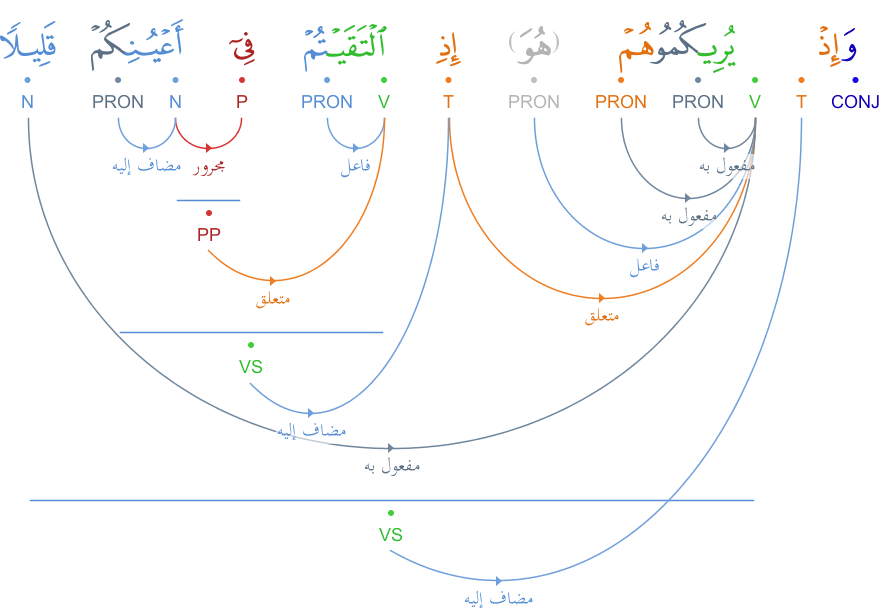 وَإِذْ يُرِيكُمُوهُمْ (هُوَ) إِذِ ٱلْتَقَيْتُمْ فِىٓ أَعْيُنِكُمْ قَلِيلًا
CONJ T V PRON PRON PRON T V PRON P N PRON N
مفعول به فاعل مجرور مضاف إليه
مفعول به
PP
فاعل
متعلق
متعلق
VS
مضاف إليه
مفعول به
VS
مضاف إليه